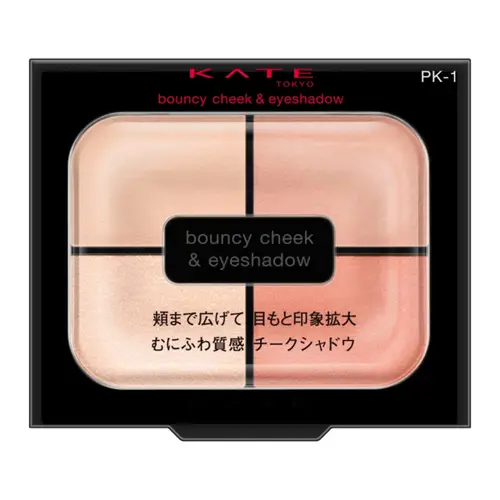 KATE
TOKYO
PK-1
bouncy cheek & eyeshadow
bouncy cheek
& eyeshadow
頬まで広げて 目もと印象拡大
むにふわ質感 チークシャドウ